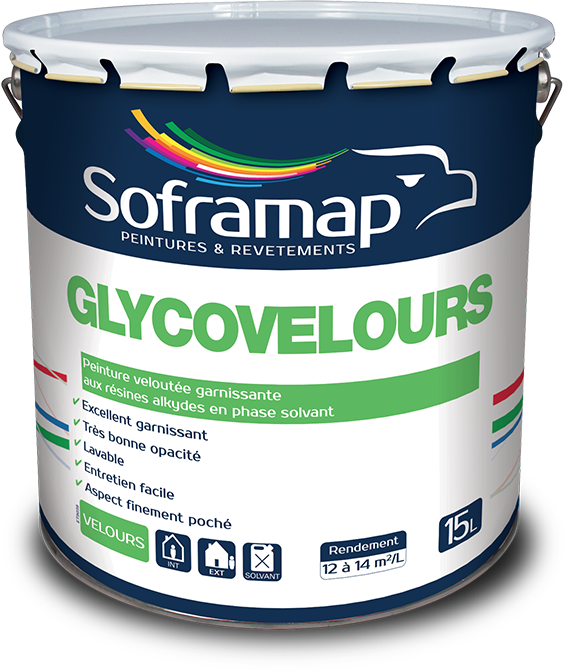 Soframap
PEINTURES & REVETEMENTS
GLYCOVELOURS
Peinture veloutée garnissante
aux résines alkydes en phase solvant
Excellent garnissant
Très bonne opacité
Lavable
Entretien facile
Aspect finement poché
VELOURS
INT
EXT
SOLVANT
Rendement
12 à 14 m²/L
15L